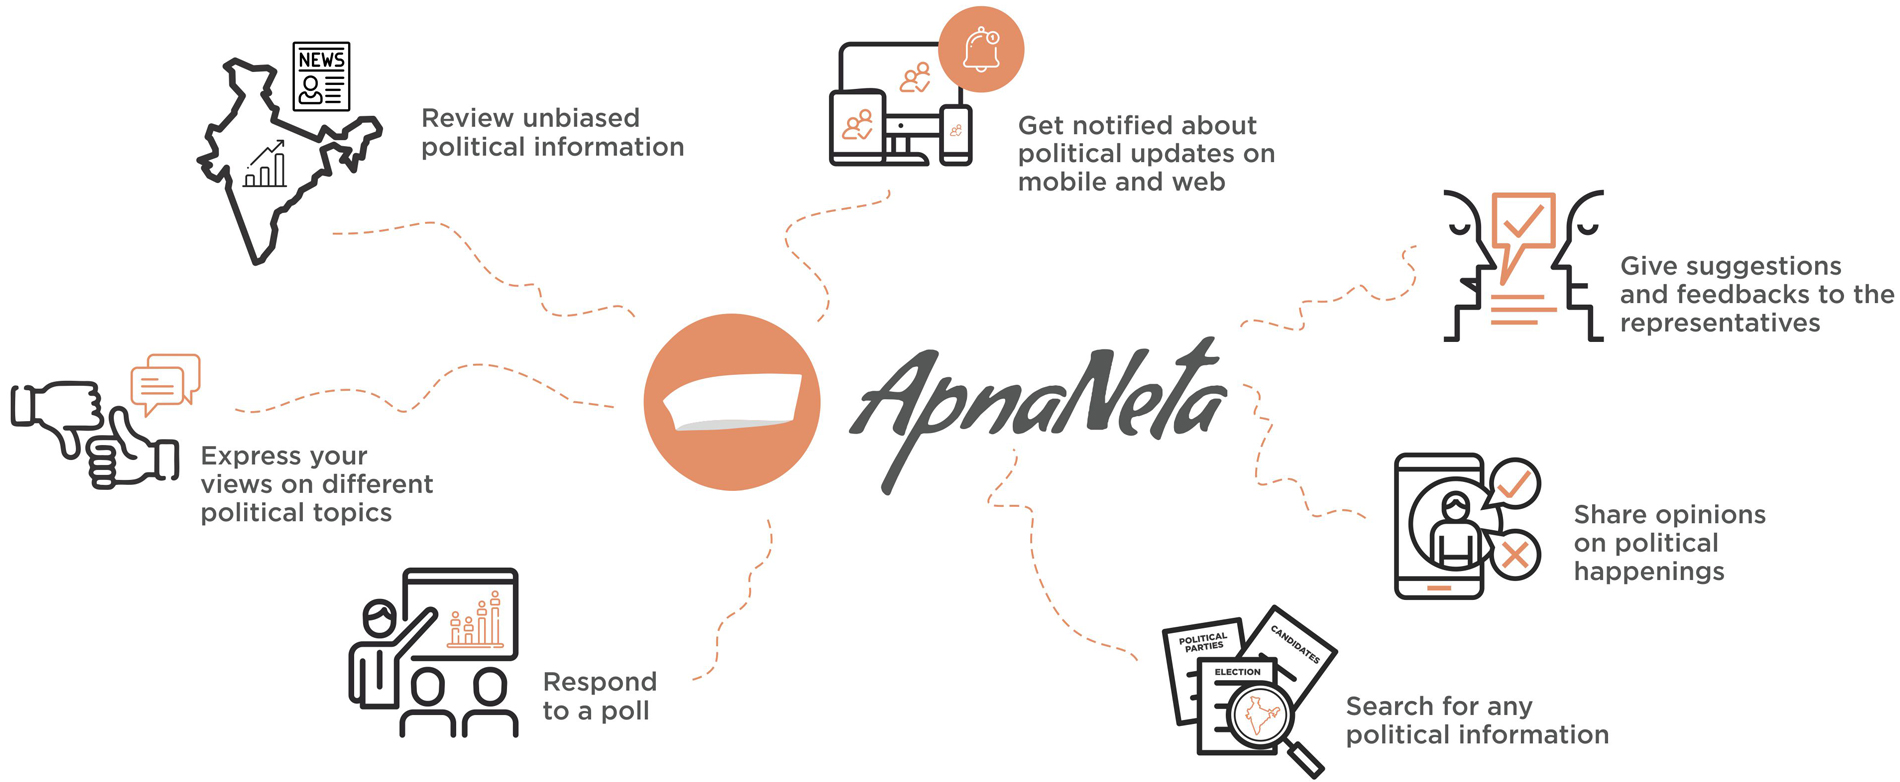 NEWS
Review unbiased
political information
Get notified about
political updates on
mobile and web
Give suggestions
and feedbacks to the
representatives
ApnaNeta
Express your
views on different
political topics
Share opinions
on political
happenings
Respond
to a poll
POLITICAL
PARTIES
CANDIDATES
ELECTION
Search for any
political information